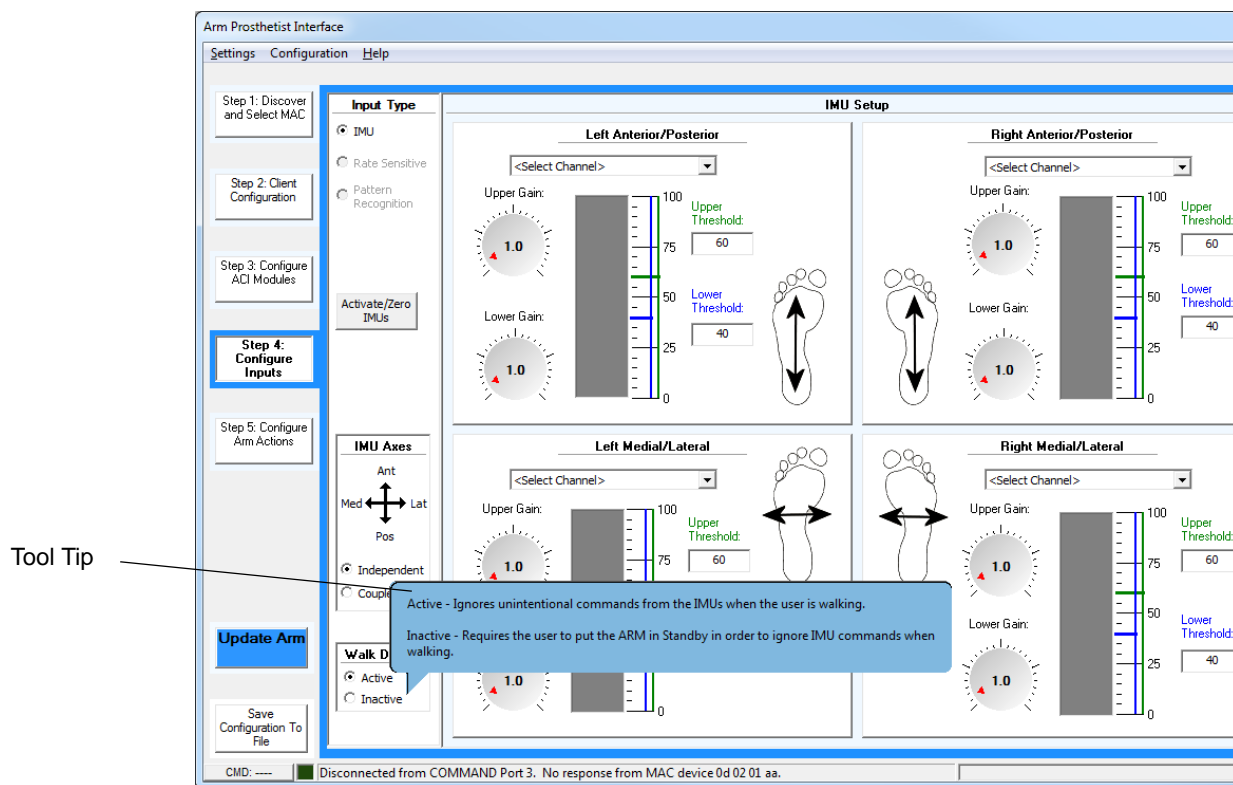 Arm Prosthetist Interface
Settings Configuration Help
Step 1: Discover
and Select MAC
Step 2: Client
Configuration
Step 3: Configure
ACI Modules
Step 4:
Configure
Inputs
Step 5: Configure
Arm Actions
Update Arm
Save
Configuration To
File
Input Type
IMU
Rate Sensitive
Pattern
Recognition
Activate/Zero
IMUs
IMU Axes
Ant
Med Lat
Pos
Independent
Walk D
Active
Inactive
IMU Setup
Left Anterior/Posterior
<Select Channel>
Upper Gain:
1.0
Lower Gain:
1.0
100
75
50
25
0
Upper
Threshold:
60
Lower
Threshold:
40
Right Anterior/Posterior
<Select Channel>
Upper Gain:
1.0
Lower Gain:
1.0
100
75
50
25
0
Upper
Threshold:
60
Lower
Threshold:
40
Left Medial/Lateral
<Select Channel>
Upper Gain:
1.0
1.0
100
75
0
Upper
Threshold:
60
Right Medial/Lateral
<Select Channel>
Upper Gain:
1.0
Lower Gain:
1.0
100
75
50
25
0
Upper
Threshold:
60
Lower
Threshold:
40
Tool Tip
Active - Ignores unintentional commands from the IMUs when the user is walking.
Inactive - Requires the user to put the ARM in Standby in order to ignore IMU commands when
walking.
CMD: ----
Disconnected from COMMAND Port 3. No response from MAC device 0d 02 01 aa.